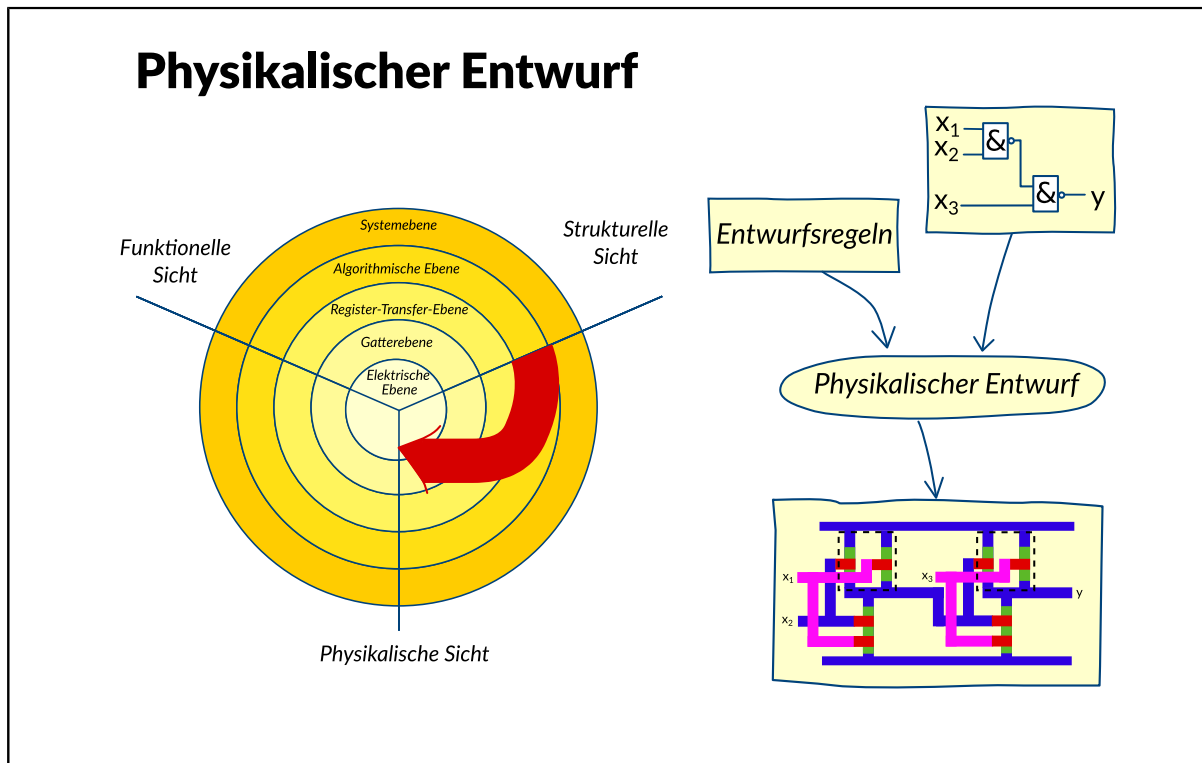 Physikalischer Entwurf
Funktionelle
Sicht
Strukturelle
Sicht
Systemebene
Algorithmische Ebene
Register-Transfer-Ebene
Gatterebene
Elektrische
Ebene
Physikalische Sicht
Entwurfsregeln
x₁
x₂
&
x₃
&
y
Physikalischer Entwurf
x₁
x₃
y
x₂